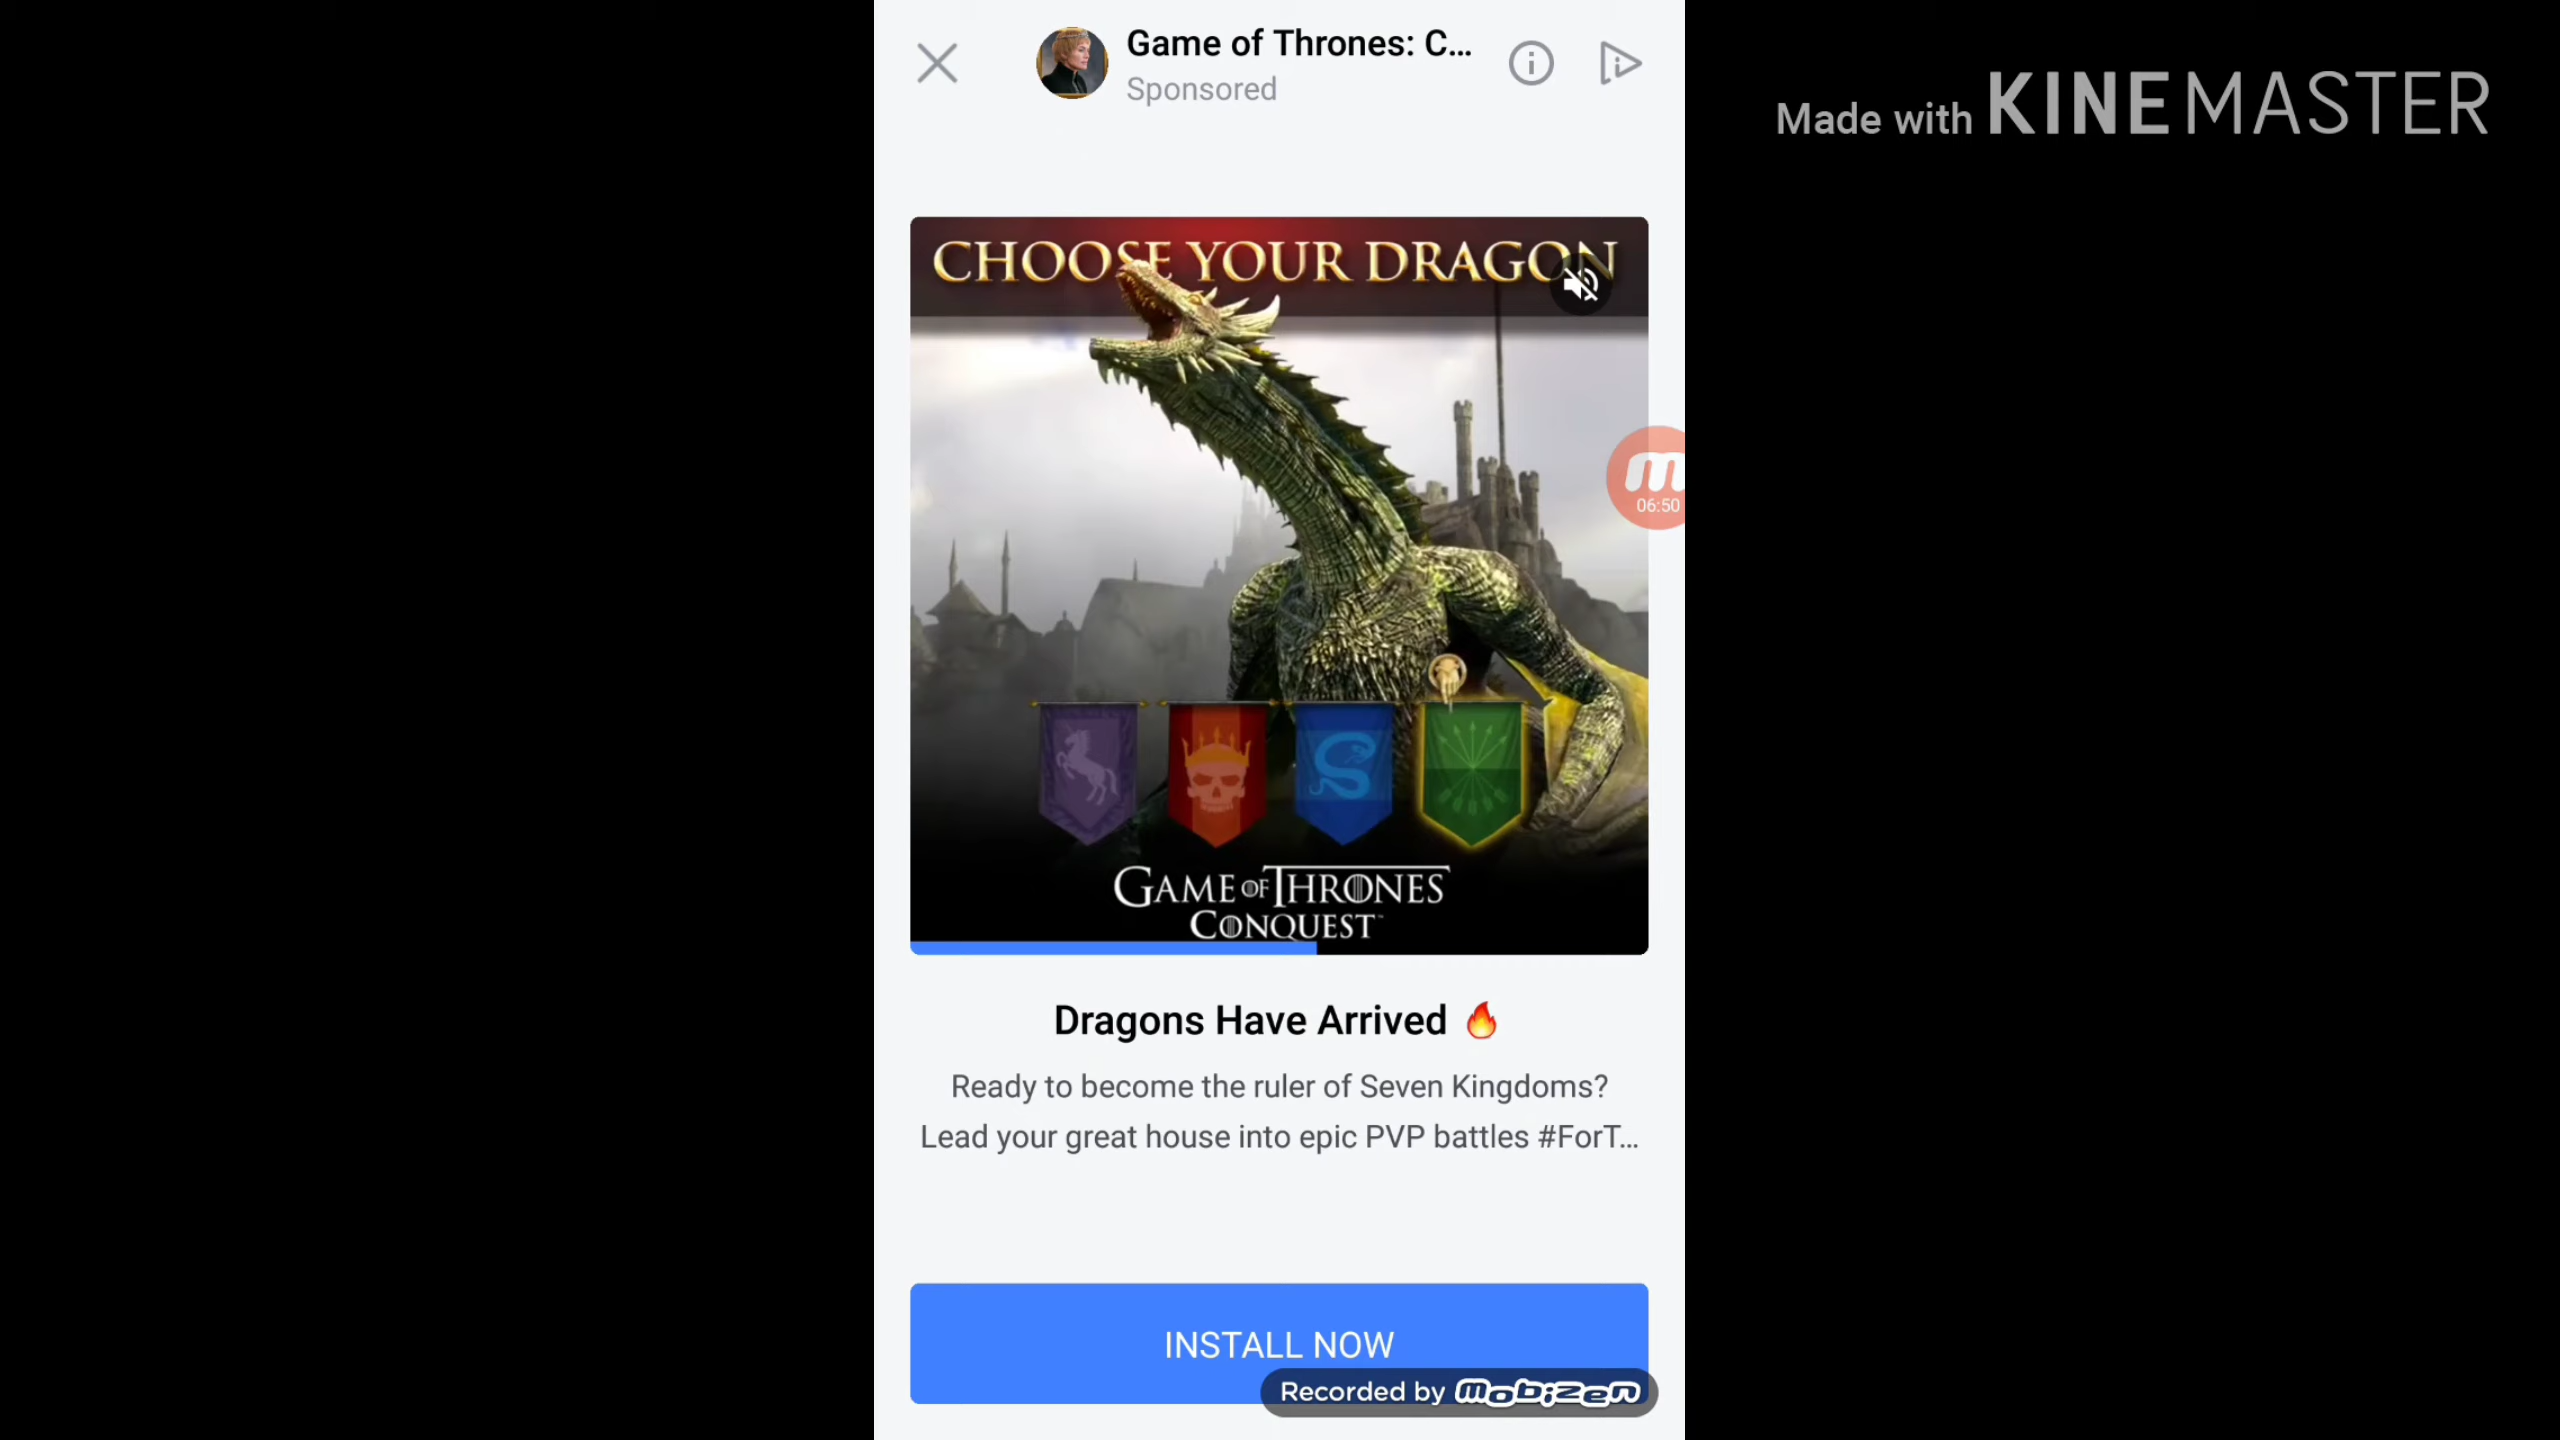 Game of Thrones: C...
Sponsored
Made with KINEMASTER
CHOOSE YOUR DRAGON
06:50
GAME OF THRONES
CONQUEST™
Dragons Have Arrived 🔥
Ready to become the ruler of Seven Kingdoms?
Lead your great house into epic PVP battles #ForT...
INSTALL NOW
Recorded by mobizen